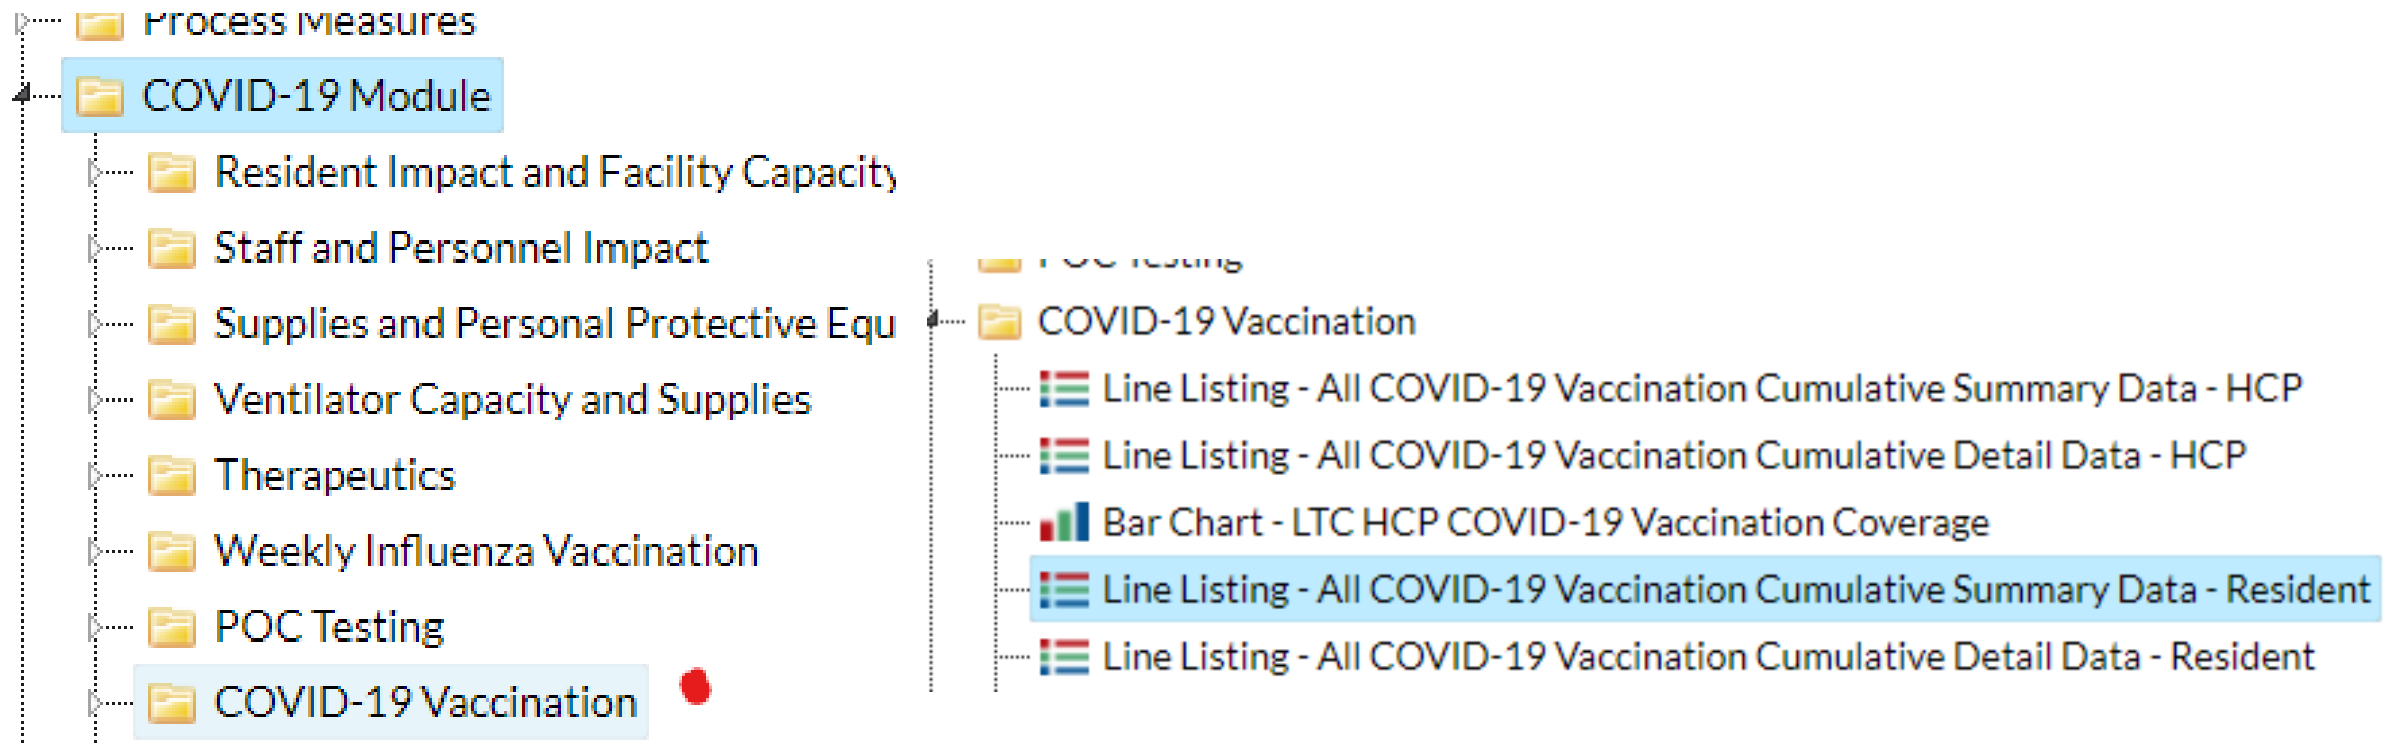 Process Measures
COVID-19 Module
Resident Impact and Facility Capacity
Staff and Personnel Impact
Supplies and Personal Protective Equ
Ventilator Capacity and Supplies
Therapeutics
Weekly Influenza Vaccination
POC Testing
COVID-19 Vaccination
POC Testing
COVID-19 Vaccination
Line Listing - All COVID-19 Vaccination Cumulative Summary Data - HCP
Line Listing - All COVID-19 Vaccination Cumulative Detail Data - HCP
Bar Chart - LTC HCP COVID-19 Vaccination Coverage
Line Listing - All COVID-19 Vaccination Cumulative Summary Data - Resident
Line Listing - All COVID-19 Vaccination Cumulative Detail Data - Resident